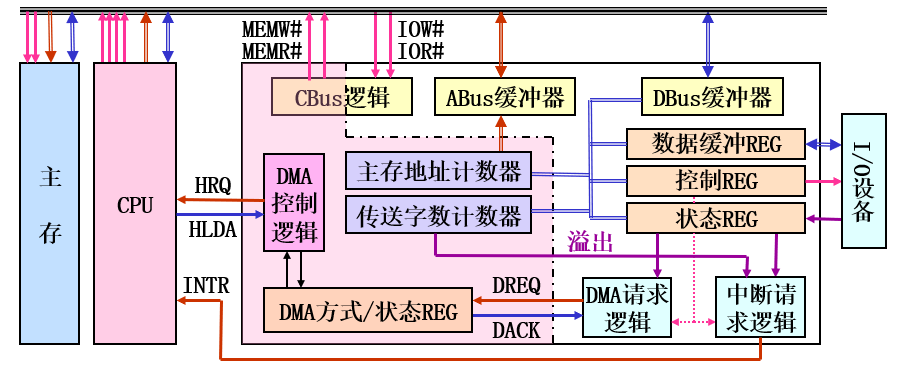 MEMW#
IOW#
MEMR#
IOR#
CBus逻辑
ABus缓冲器
DBus缓冲器
主存
CPU
数据缓冲REG
主存地址计数器
控制REG
传送字数计数器
状态REG
I/O设备
HRQ
HLDA
DMA
控制
逻辑
溢出
INTR
DMA方式/状态REG
DREQ
DACK
DMA请求
逻辑
中断请
求逻辑